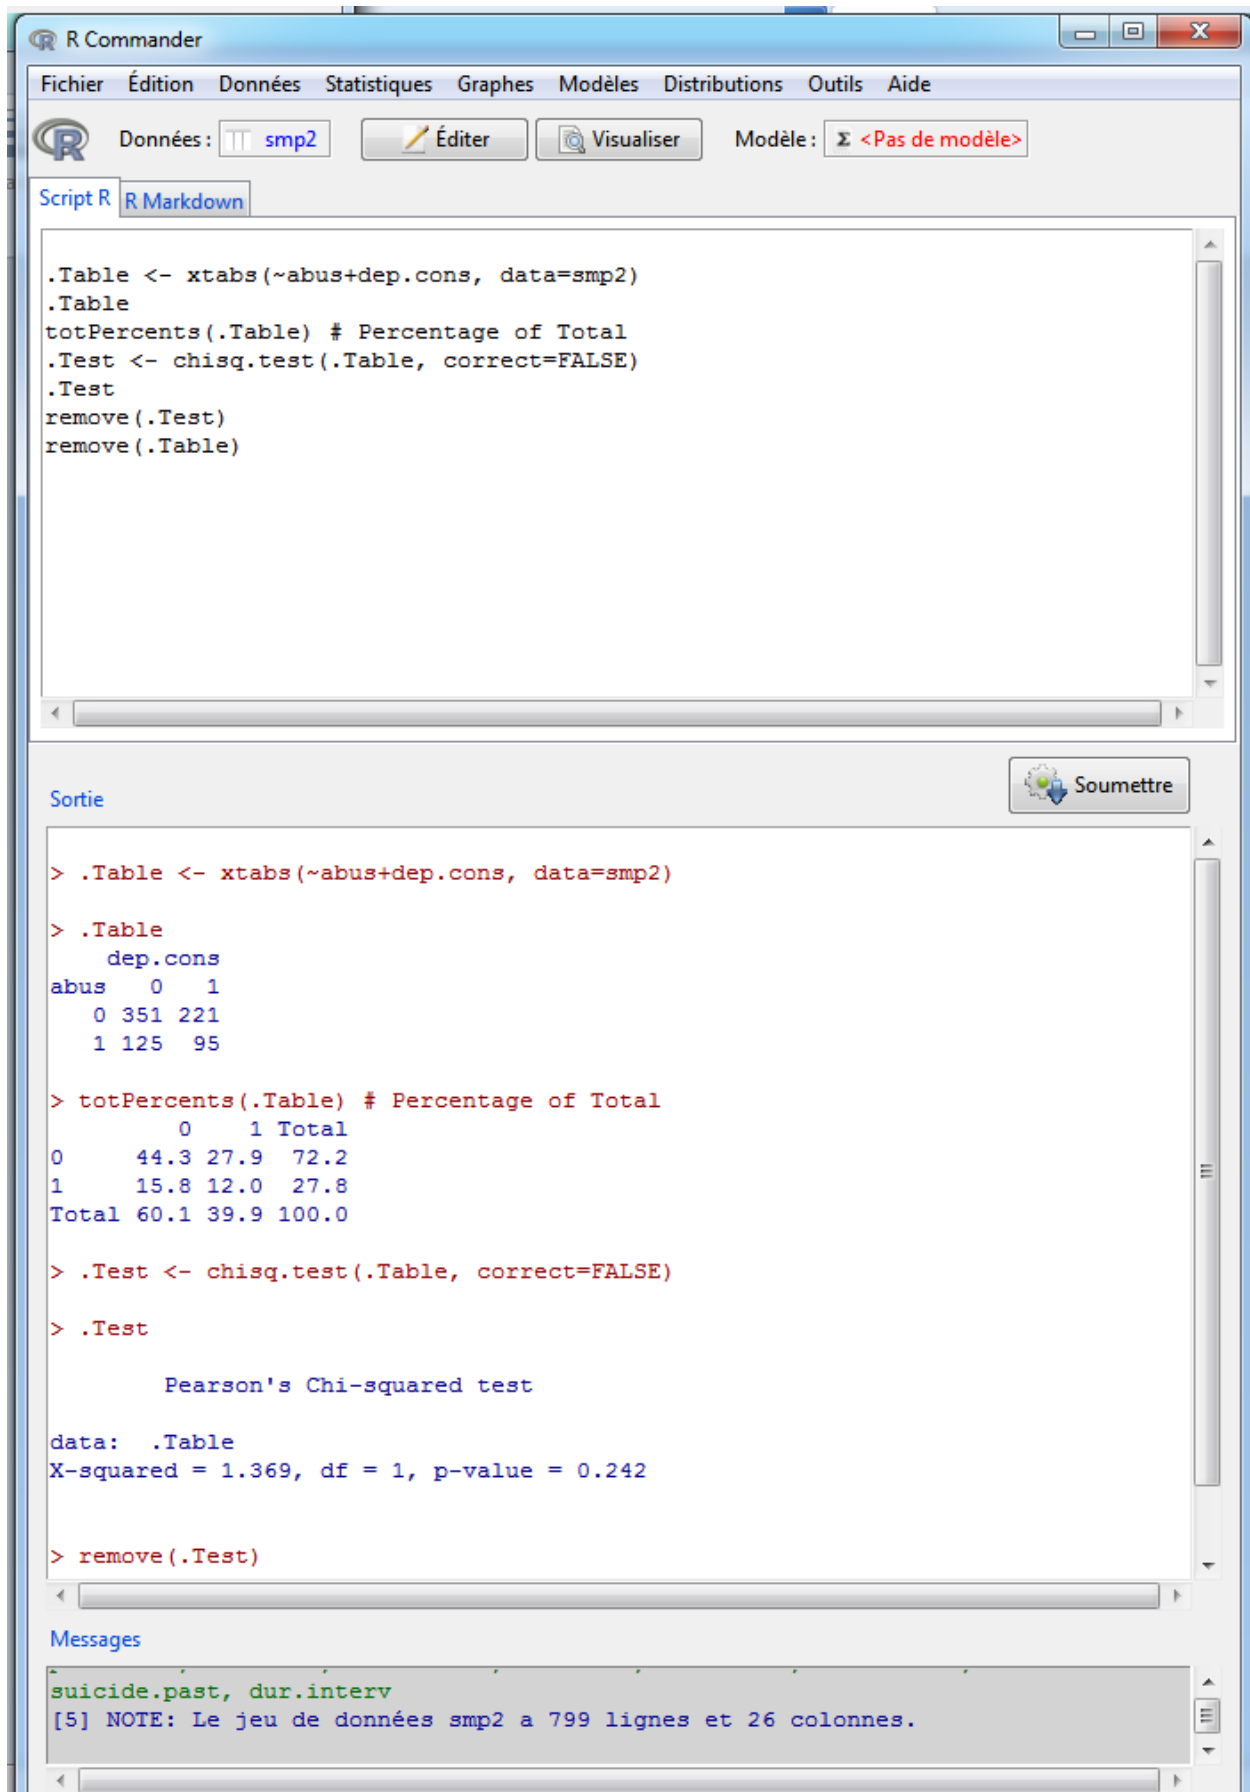 R Commander
Fichier Édition Données Statistiques Graphes Modèles Distributions Outils Aide
Données : smp2 Éditer Visualiser Modèle : Σ <Pas de modèle>
Script R R Markdown
.Table <- xtabs(~abus+dep.cons, data=smp2)
.Table
totPercents(.Table) # Percentage of Total
.Test <- chisq.test(.Table, correct=FALSE)
.Test
remove(.Test)
remove(.Table)
Soumettre
Sortie
> .Table <- xtabs(~abus+dep.cons, data=smp2)
> .Table
dep.cons
abus 0 1
0 351 221
1 125 95
> totPercents(.Table) # Percentage of Total
0 1 Total
0 44.3 27.9 72.2
1 15.8 12.0 27.8
Total 60.1 39.9 100.0
> .Test <- chisq.test(.Table, correct=FALSE)
> .Test
Pearson's Chi-squared test
data: .Table
X-squared = 1.369, df = 1, p-value = 0.242
> remove(.Test)
Messages
suicide.past, dur.interv
[5] NOTE: Le jeu de données smp2 a 799 lignes et 26 colonnes.